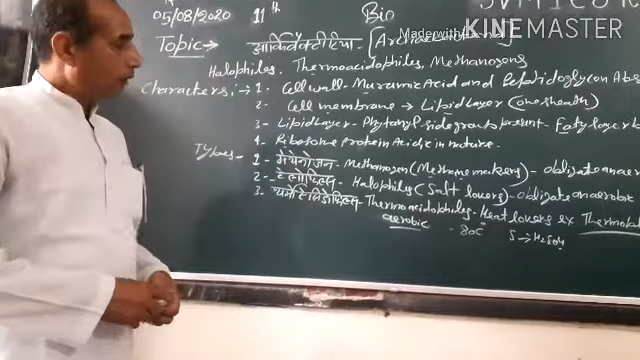 05/08/2020 11th Bio
Made with KINEMASTER
Topic → आर्किबैक्टीरिया - [Archaebacteria]
Halophiles, Thermoacidophiles, Methanogens
Characters:→ 1. Cell wall - Muramic Acid and Peptidoglycon Abs
2- Cell membrane → Lipid Layer (one sheath)
3- Lipid Layer - Phytanyl side groups present - Fatty layer b
4- Ribosome Protein Acidic in nature.
Types - 1- मेथेनोजन - Methanogen (Methane makers) - obligate anaer
2- हेलोफिल्स - Halophiles (Salt lovers) - obligate anaerobic
3. थर्मोएसिडोफिल्स - Thermoacidophiles - Heat lovers ex Thermopla
aerobic - 80C S → H2SO4